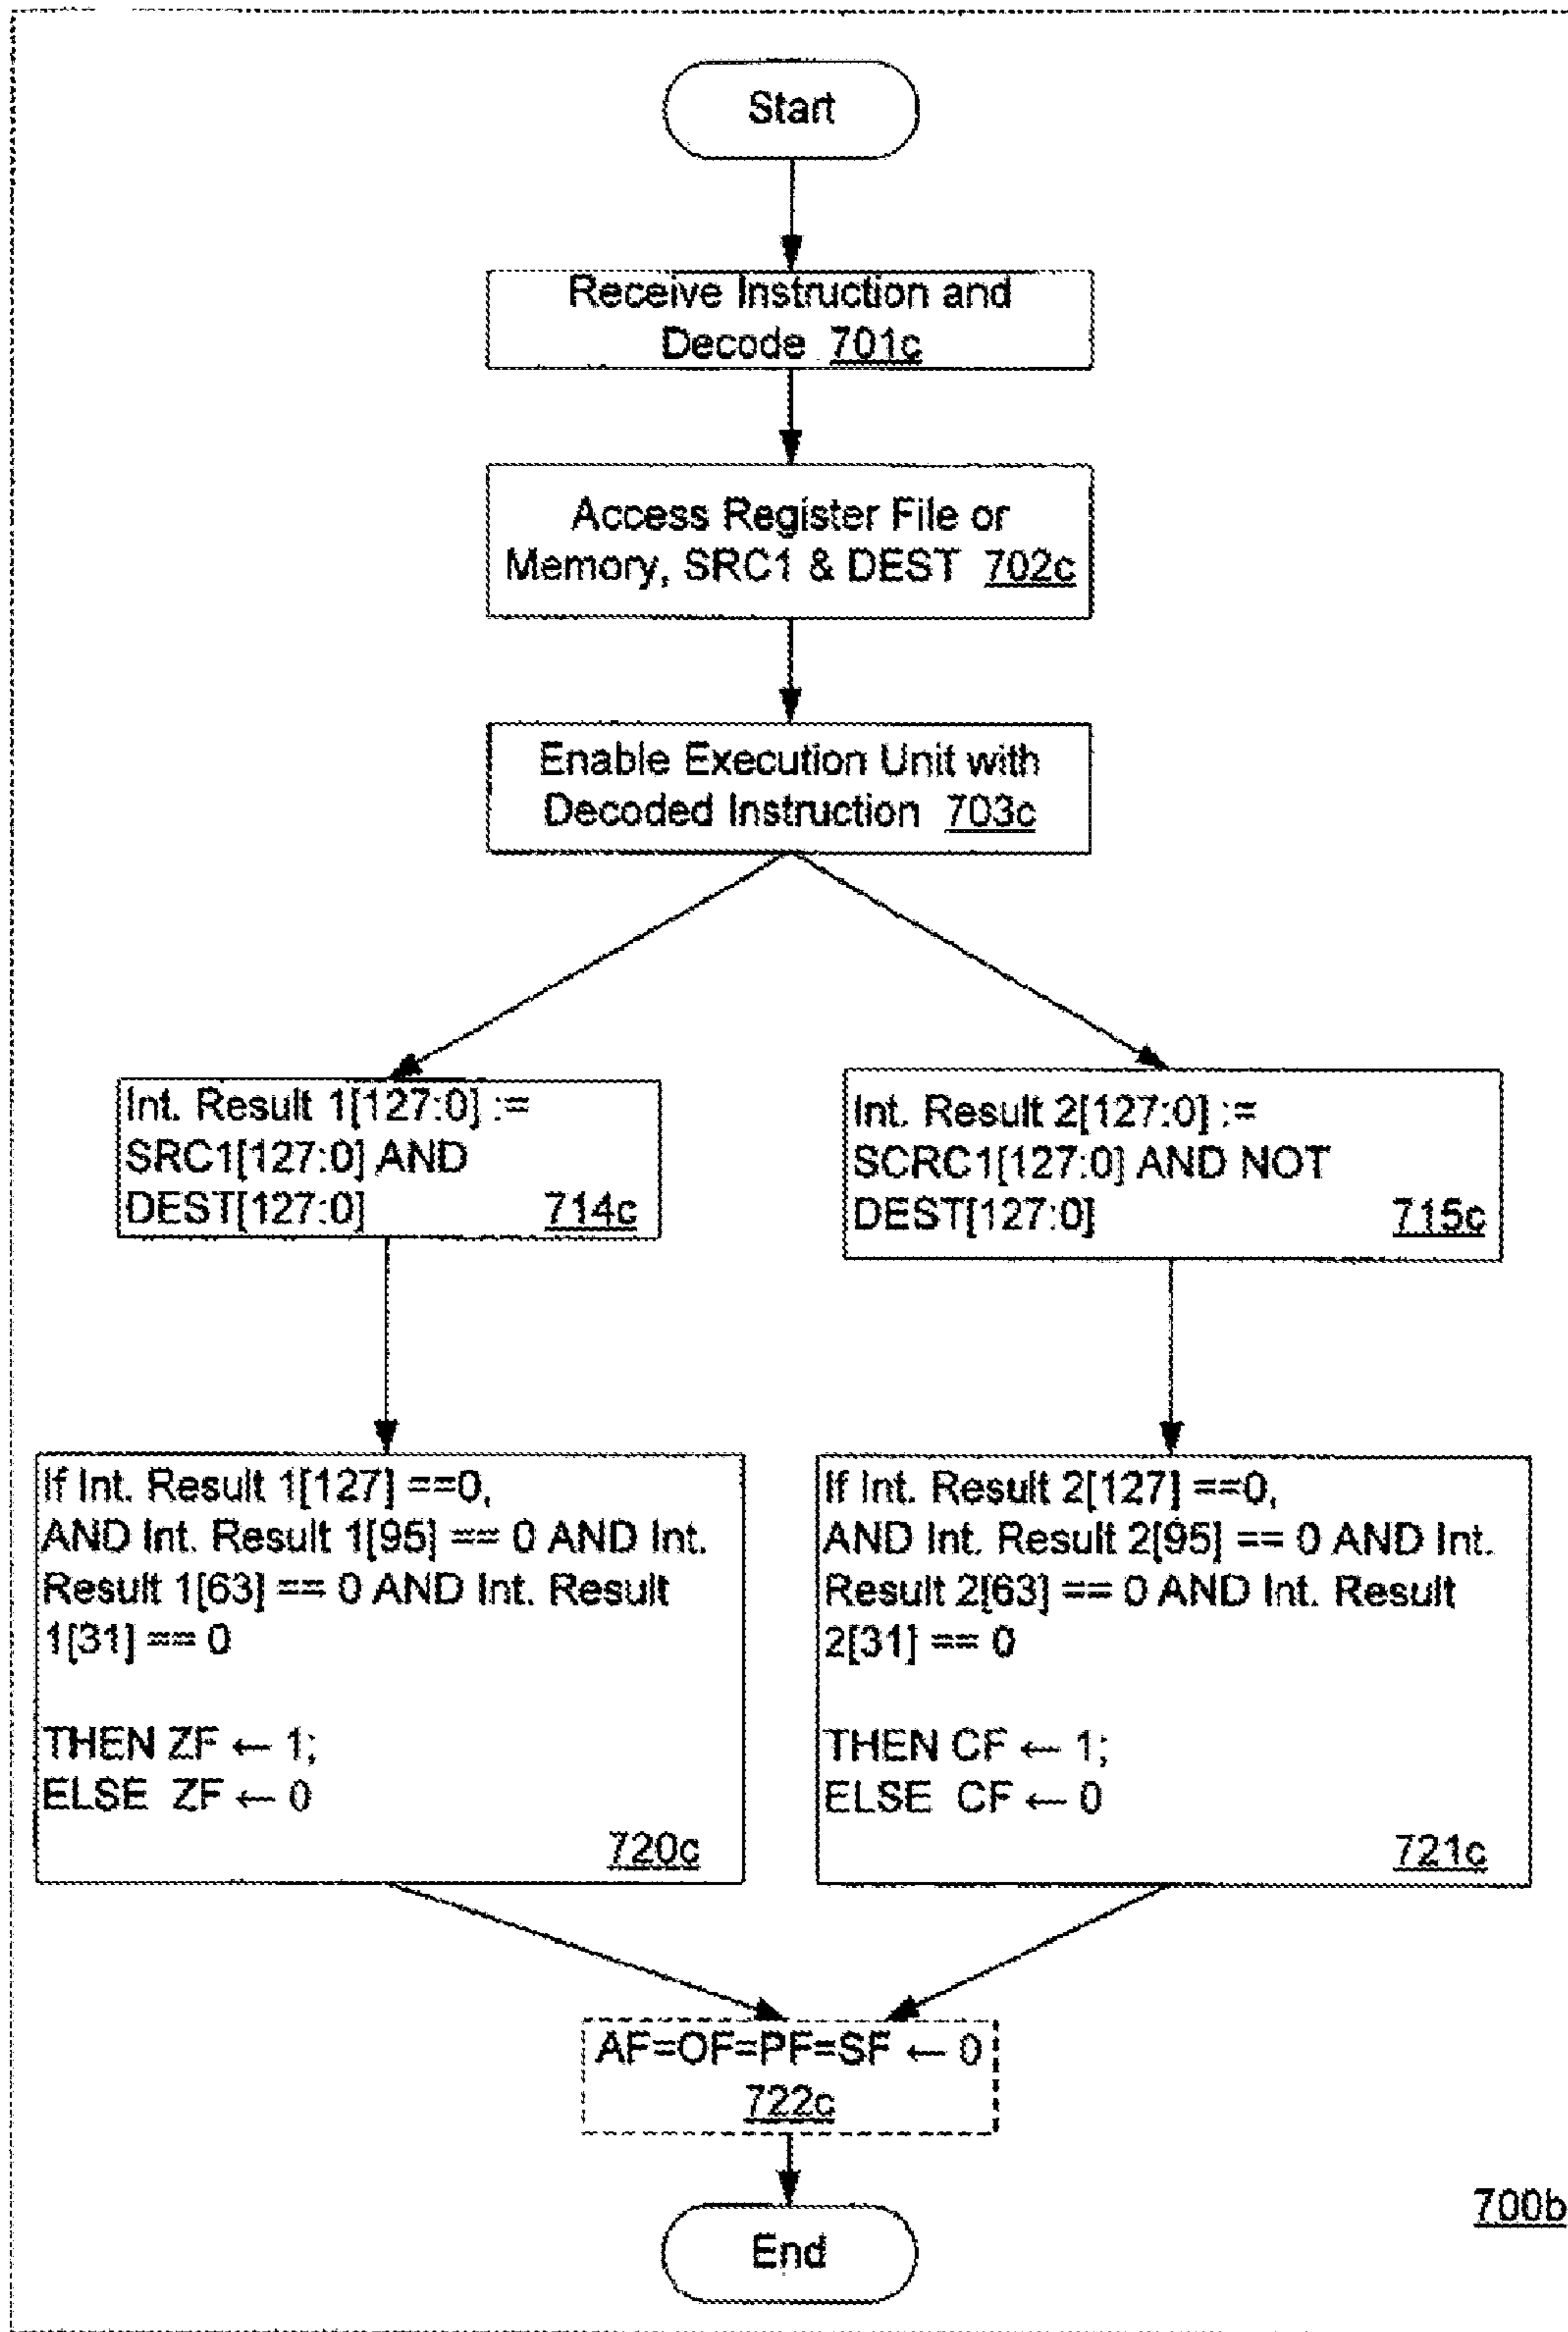 Start
Receive Instruction and
Decode 701c
Access Register File or
Memory, SRC1 & DEST 702c
Enable Execution Unit with
Decoded Instruction 703c
Int. Result 1[127:0] :=
SRC1[127:0] AND
DEST[127:0] 714c
Int. Result 2[127:0] :=
SCRC1[127:0] AND NOT
DEST[127:0] 715c
If Int. Result 1[127] ==0,
AND Int. Result 1[95] == 0 AND Int.
Result 1[63] == 0 AND Int. Result
1[31] == 0
THEN ZF ← 1;
ELSE ZF ← 0
720c
If Int. Result 2[127] ==0,
AND Int. Result 2[95] == 0 AND Int.
Result 2[63] == 0 AND Int. Result
2[31] == 0
THEN CF ← 1;
ELSE CF ← 0
721c
AF=OF=PF=SF ← 0
722c
End
700b